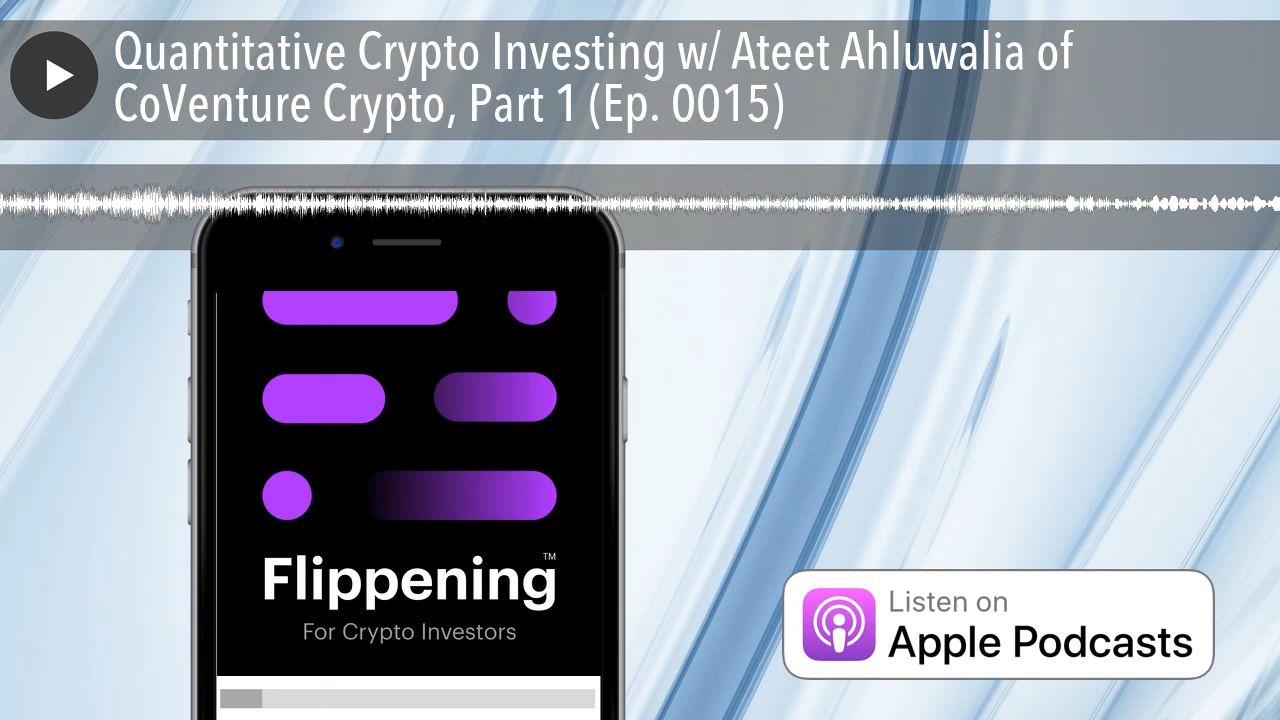 Quantitative Crypto Investing w/ Ateet Ahluwalia of
CoVenture Crypto, Part 1 (Ep. 0015)
Flippening™
For Crypto Investors
Listen on
Apple Podcasts